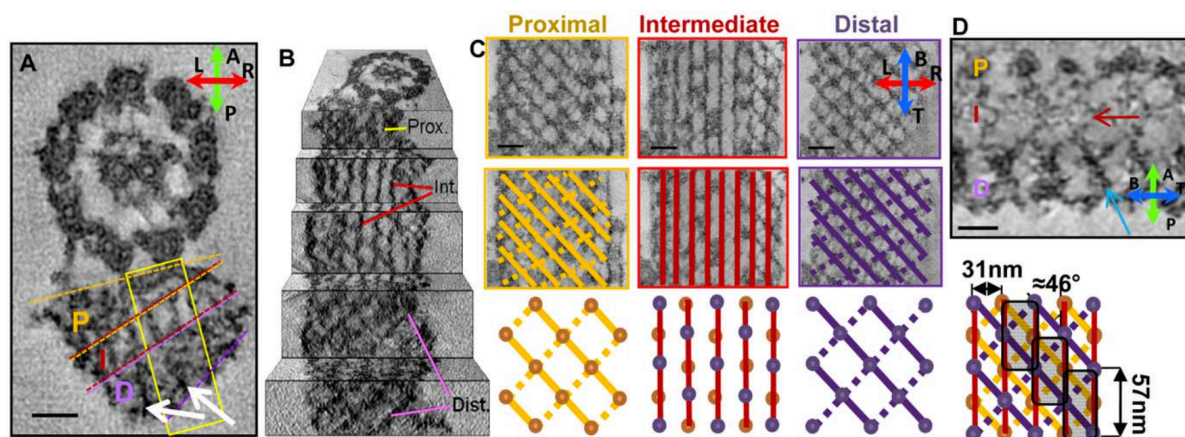 A
A
L
R
P
P
I
D
B
Prox.
Int.
Dist.
C
Proximal
Intermediate
Distal
B
L
R
T
D
P
I
D
A
B
T
P
31nm
≈46°
57nm